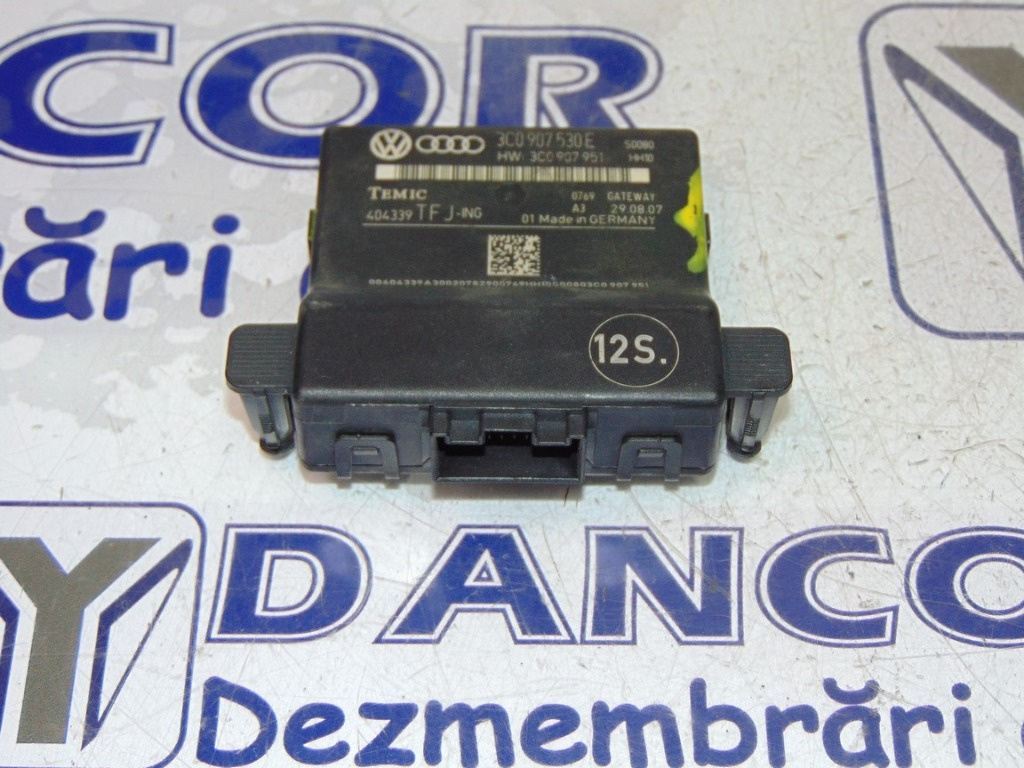 COR
ări
3C0 907 530 E S0080
HW: 3C0 907 951 HH10
TEMIC 0769 GATEWAY
404339 TFJ-ING A3 29.08.07
01 Made in GERMANY
12S.
DANCO
Dezmembrări